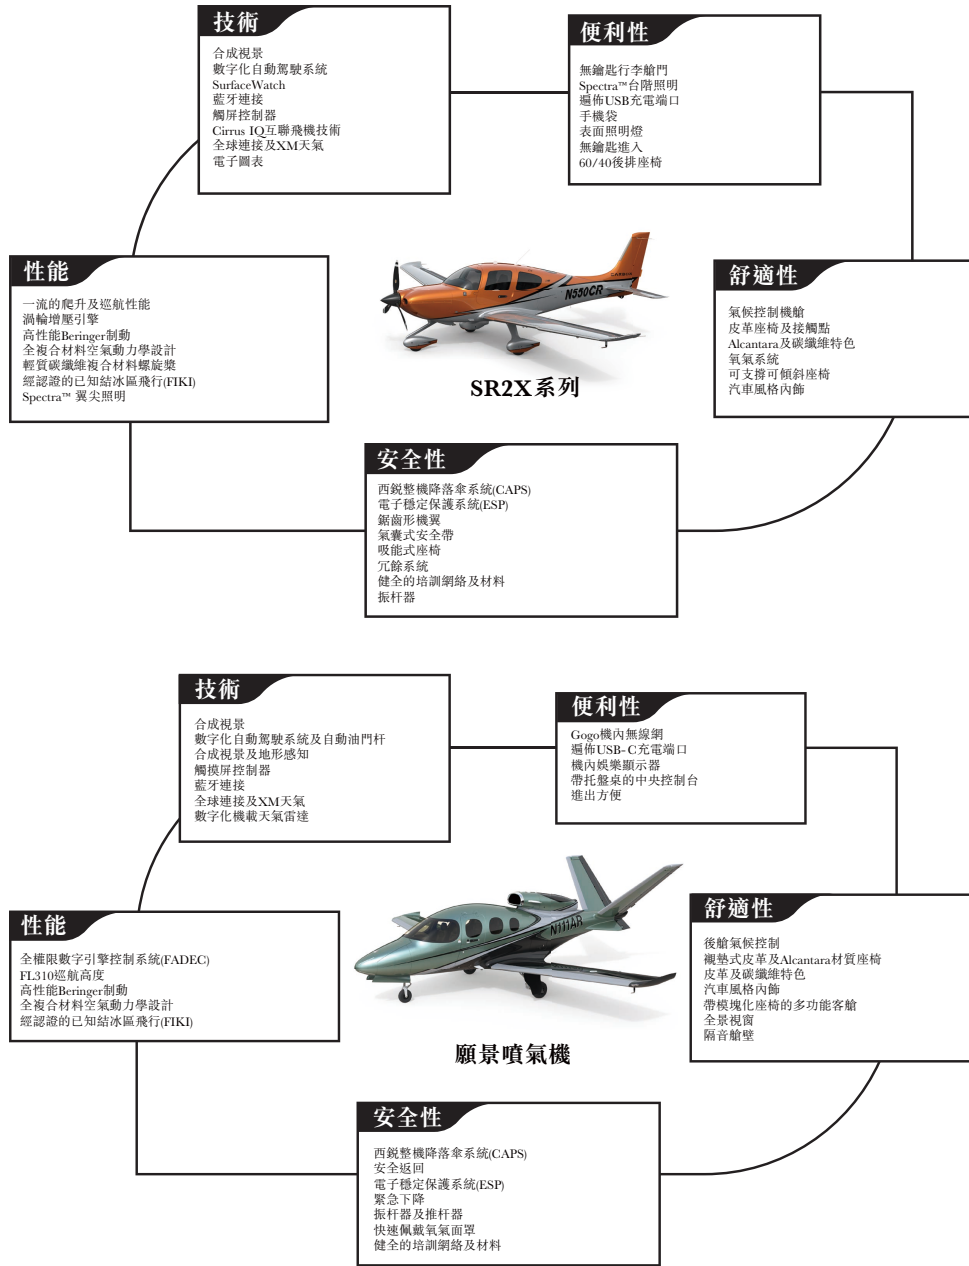 技術
合成視景
數字化自動駕駛系統
SurfaceWatch
藍牙連接
觸屏控制器
Cirrus IQ互聯飛機技術
全球連接及XM天氣
電子圖表
便利性
無鑰匙行李艙門
Spectra™台階照明
遍佈USB充電端口
手機袋
表面照明燈
無鑰匙進入
60/40後排座椅
性能
一流的爬升及巡航性能
渦輪增壓引擎
高性能Beringer制動
全複合材料空氣動力學設計
輕質碳纖維複合材料螺旋槳
經認證的已知結冰區飛行(FIKI)
Spectra™ 翼尖照明
N550CR
SR2X系列
舒適性
氣候控制機艙
皮革座椅及接觸點
Alcantara及碳纖維特色
氧氣系統
可支撐可傾斜座椅
汽車風格內飾
安全性
西銳整機降落傘系統(CAPS)
電子穩定保護系統(ESP)
鋸齒形機翼
氣囊式安全帶
吸能式座椅
冗餘系統
健全的培訓網絡及材料
振杆器
技術
合成視景
數字化自動駕駛系統及自動油門杆
合成視景及地形感知
觸摸屏控制器
藍牙連接
全球連接及XM天氣
數字化機載天氣雷達
便利性
Gogo機內無線網
遍佈USB-C充電端口
機內娛樂顯示器
帶托盤桌的中央控制台
進出方便
性能
全權限數字引擎控制系統(FADEC)
FL310巡航高度
高性能Beringer制動
全複合材料空氣動力學設計
經認證的已知結冰區飛行(FIKI)
N111AR
願景噴氣機
舒適性
後艙氣候控制
襯墊式皮革及Alcantara材質座椅
皮革及碳纖維特色
汽車風格內飾
帶模塊化座椅的多功能客艙
全景視窗
隔音艙壁
安全性
西銳整機降落傘系統(CAPS)
安全返回
電子穩定保護系統(ESP)
緊急下降
振杆器及推杆器
快速佩戴氧氣面罩
健全的培訓網絡及材料